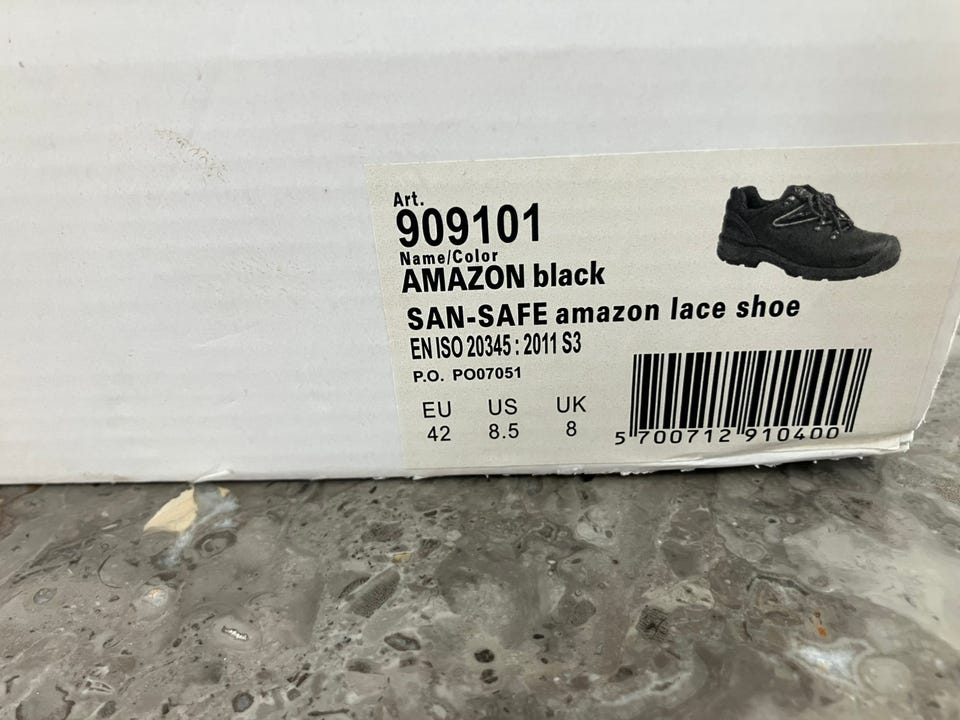 Art.
909101
Name/Color
AMAZON black
SAN-SAFE amazon lace shoe
EN ISO 20345 : 2011 S3
P.O. PO07051
EU US UK
42 8.5 8
5 700712 910400